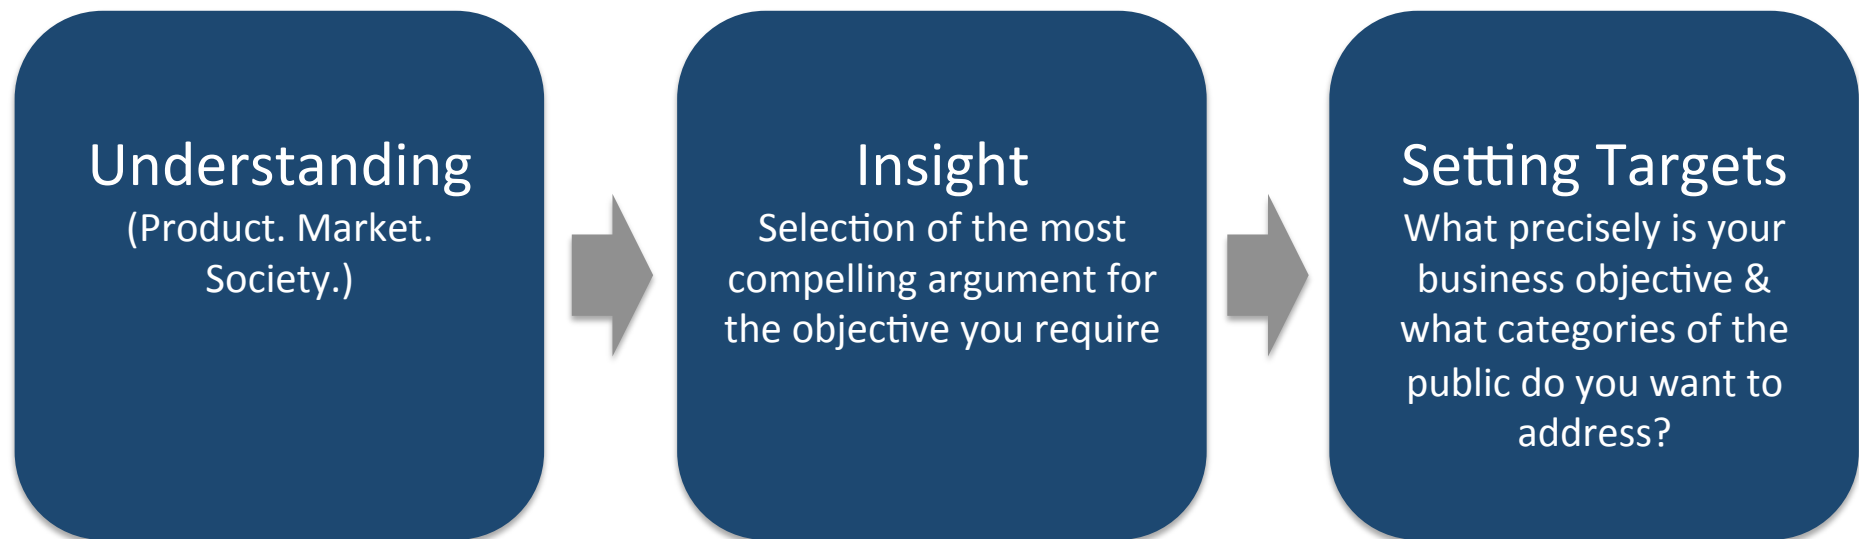 Understanding
(Product. Market.
Society.)
Insight
Selection of the most
compelling argument for
the objective you require
Setting Targets
What precisely is your
business objective &
what categories of the
public do you want to
address?